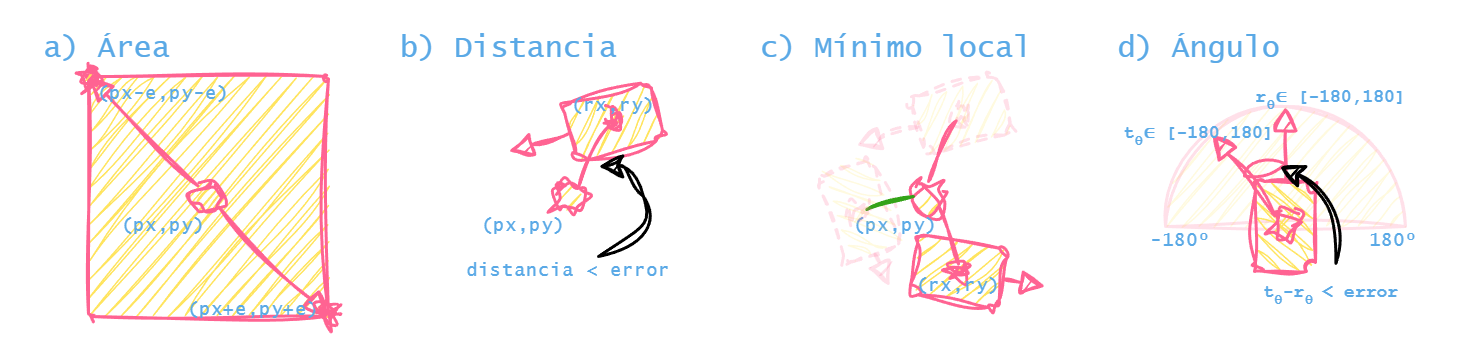 a) Área
(px-e,py-e)
(px,py)
(px+e,py+e)
b) Distancia
(rx,ry)
(px,py)
distancia < error
c) Mínimo local
(px,py)
(rx,ry)
d) Ángulo
rθ∈ [-180,180]
tθ∈ [-180,180]
-180º
180º
tθ-rθ < error